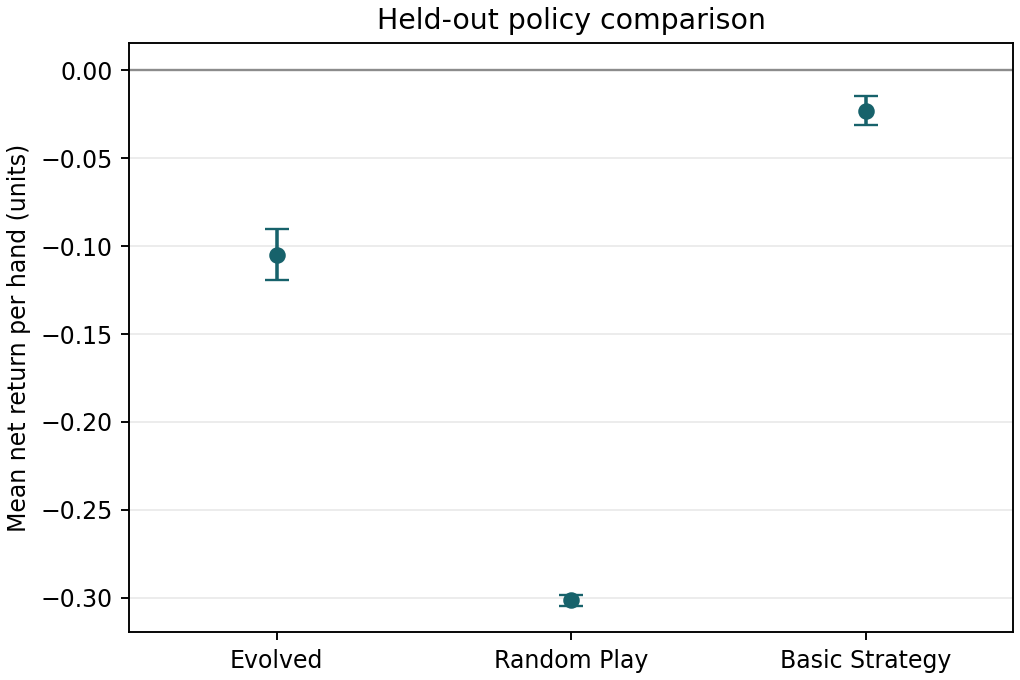 Held-out policy comparison
Mean net return per hand (units)
0.00
−0.05
−0.10
−0.15
−0.20
−0.25
−0.30
Evolved
Random Play
Basic Strategy